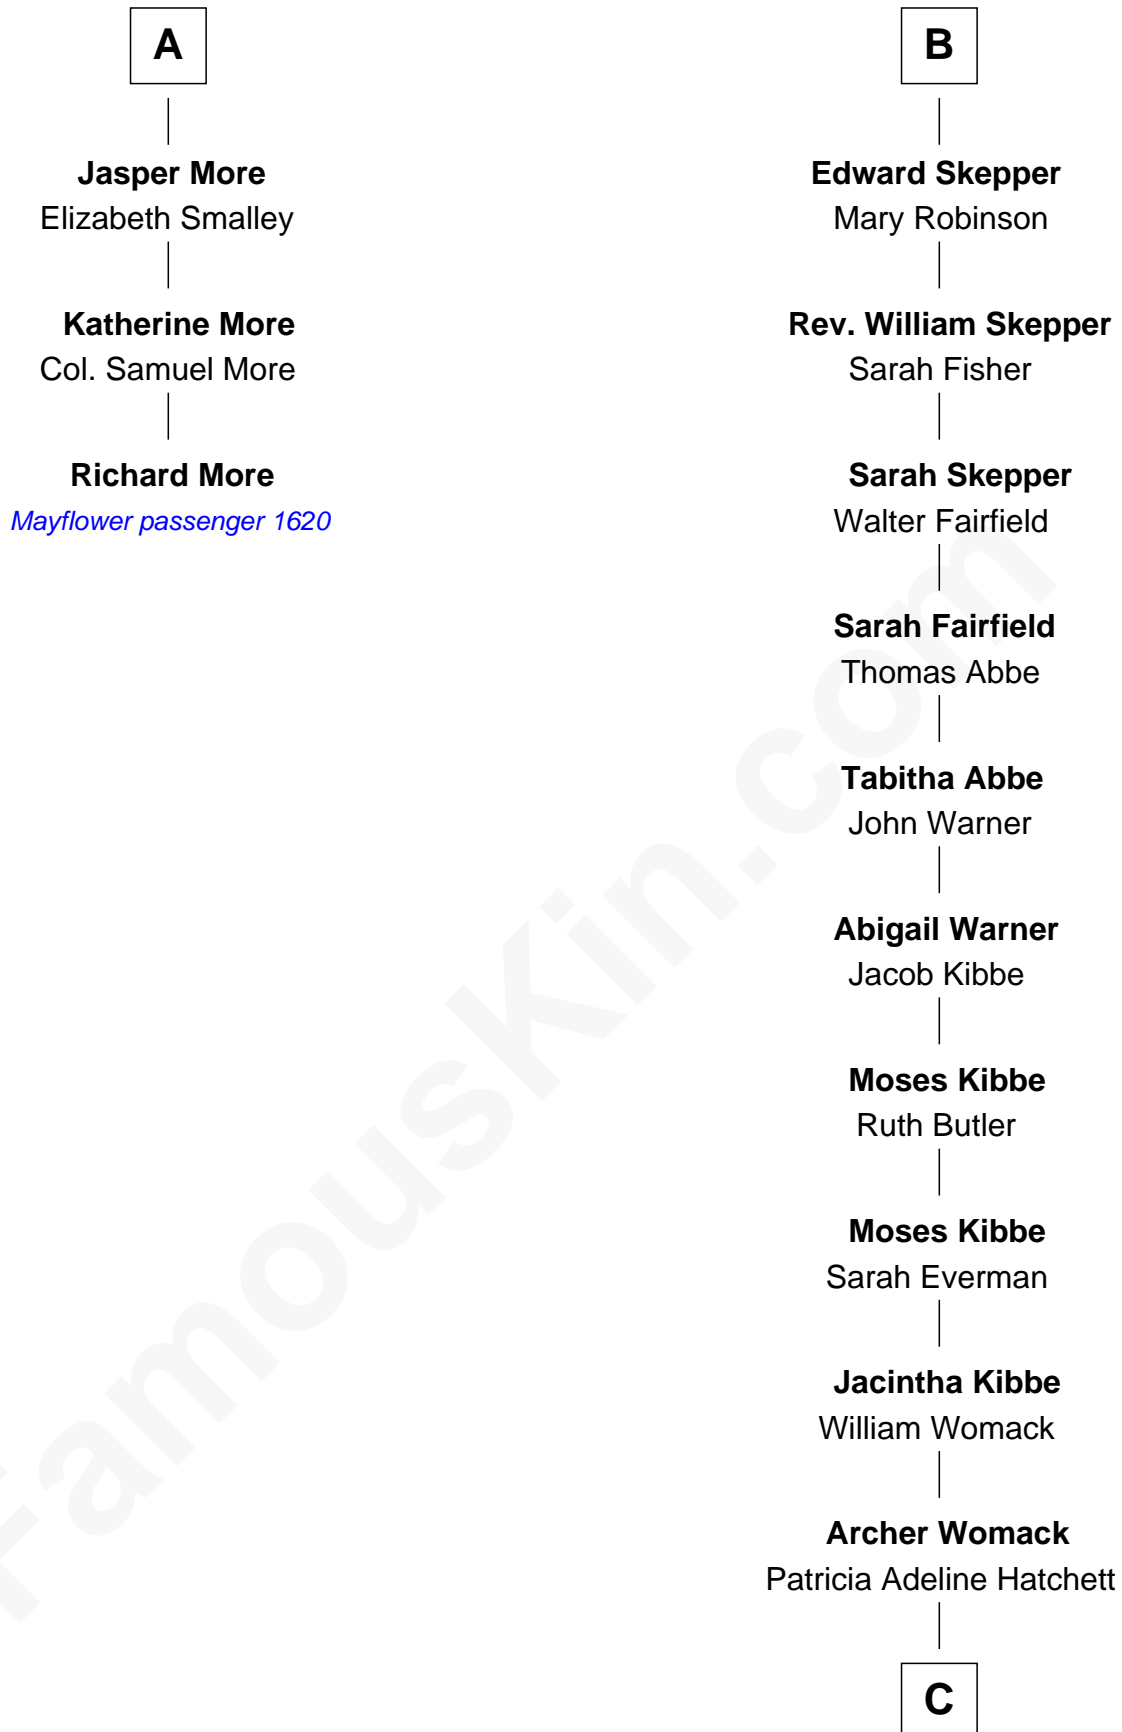 A
Jasper More
Elizabeth Smalley
Katherine More
Col. Samuel More
Richard More
Mayflower passenger 1620
B
Edward Skepper
Mary Robinson
Rev. William Skepper
Sarah Fisher
Sarah Skepper
Walter Fairfield
Sarah Fairfield
Thomas Abbe
Tabitha Abbe
John Warner
Abigail Warner
Jacob Kibbe
Moses Kibbe
Ruth Butler
Moses Kibbe
Sarah Everman
Jacintha Kibbe
William Womack
Archer Womack
Patricia Adeline Hatchett
C
FamousKin.com